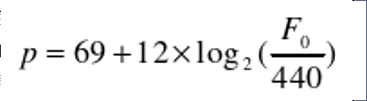 p = 69 + 12 × log₂ (F₀/440)